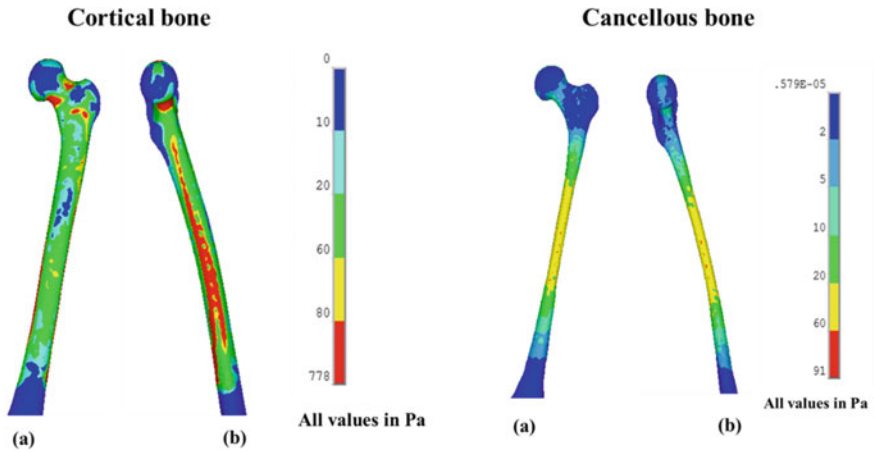 Cortical bone
Cancellous bone
0
10
20
60
80
778
All values in Pa
(a)
(b)
.579E-05
2
5
10
20
60
91
All values in Pa
(a)
(b)